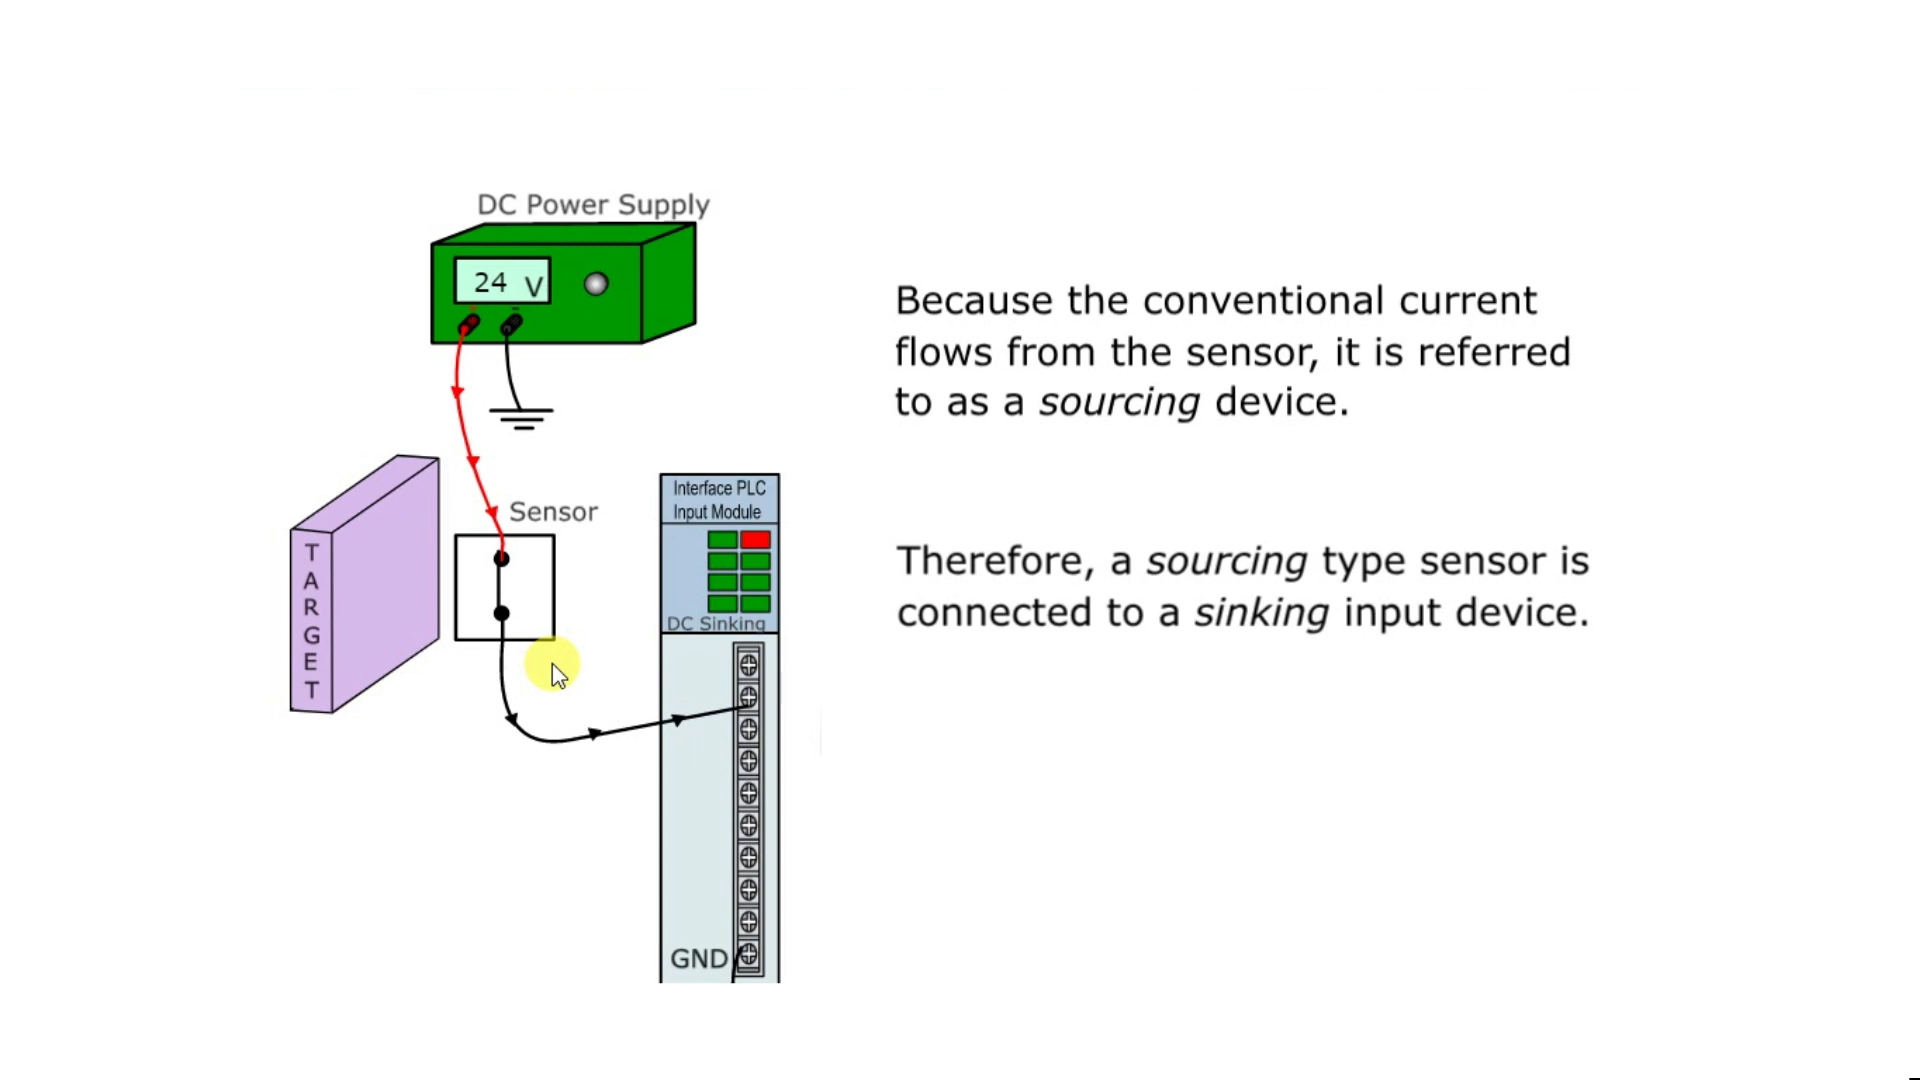 DC Power Supply
24 V
Because the conventional current
flows from the sensor, it is referred
to as a sourcing device.
Sensor
Interface PLC
Input Module
TARGET
DC Sinking
Therefore, a sourcing type sensor is
connected to a sinking input device.
GND